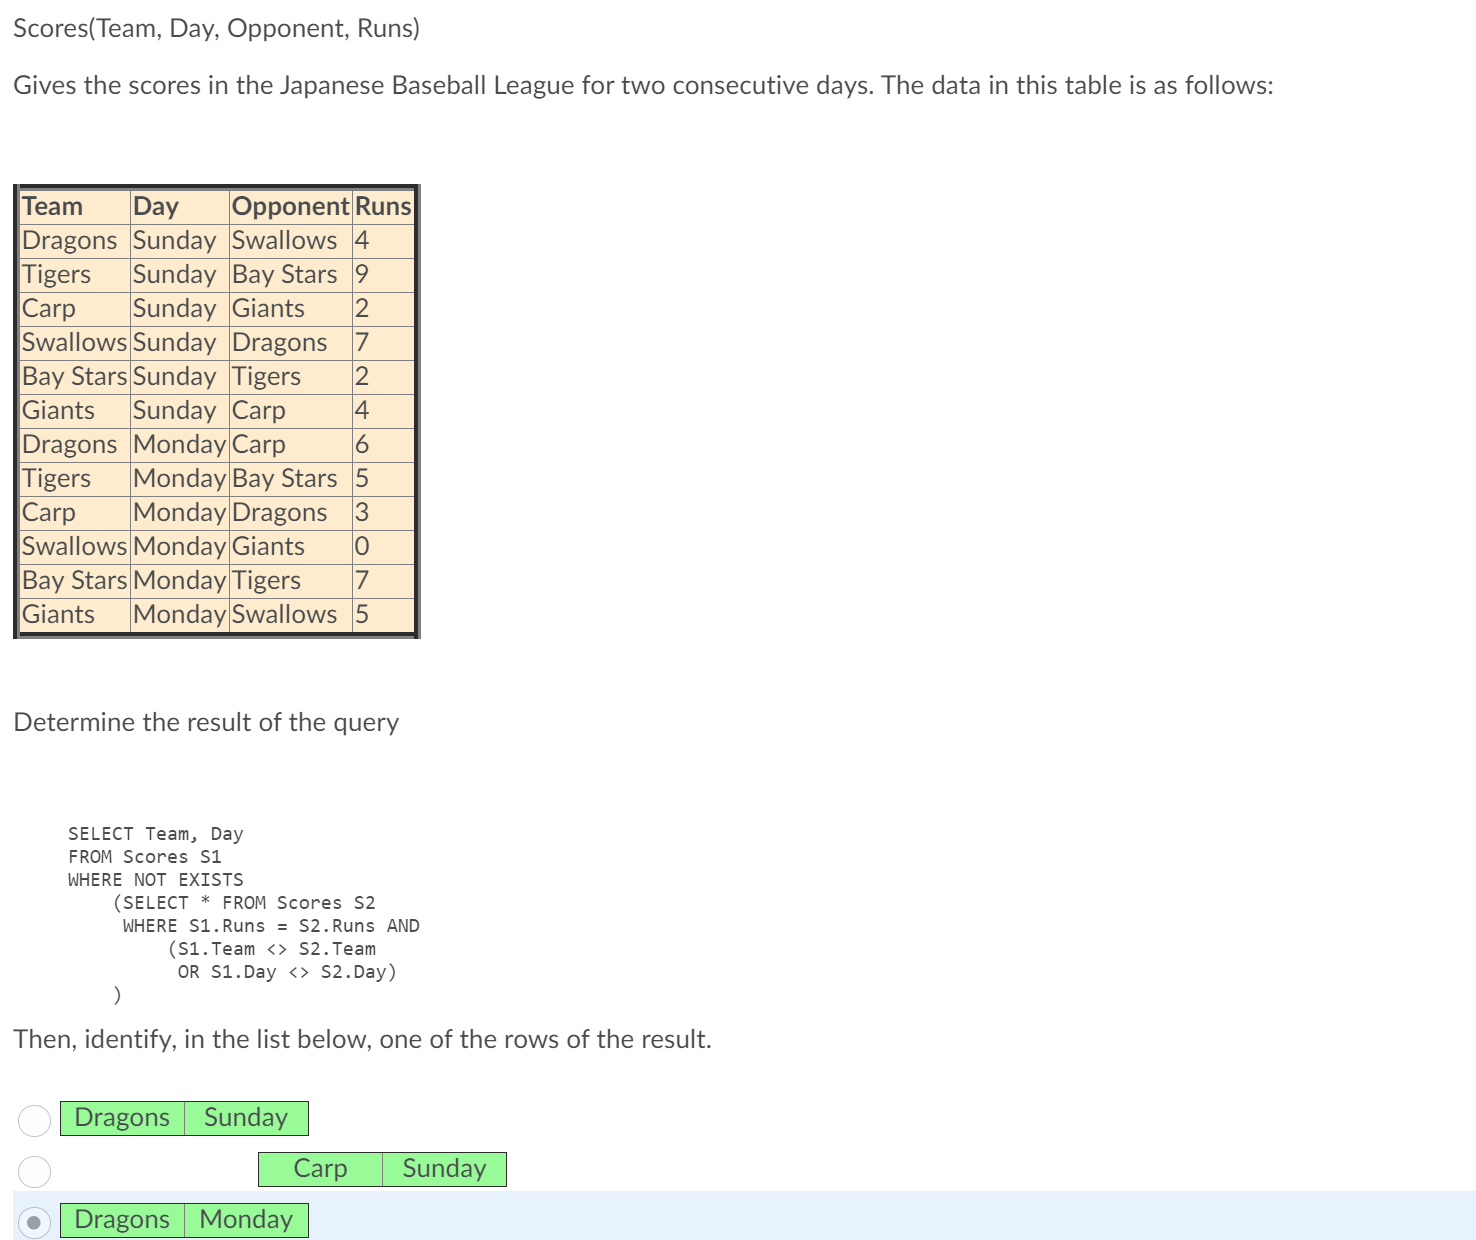 Scores(Team, Day, Opponent, Runs)
Gives the scores in the Japanese Baseball League for two consecutive days. The data in this table is as follows:
Team Day Opponent Runs
Dragons Sunday Swallows 4
Tigers Sunday Bay Stars 9
Carp Sunday Giants 2
Swallows Sunday Dragons 7
Bay Stars Sunday Tigers 2
Giants Sunday Carp 4
Dragons Monday Carp 6
Tigers Monday Bay Stars 5
Carp Monday Dragons 3
Swallows Monday Giants 0
Bay Stars Monday Tigers 7
Giants Monday Swallows 5
Determine the result of the query
SELECT Team, Day
FROM Scores S1
WHERE NOT EXISTS
(SELECT * FROM Scores S2
WHERE S1.Runs = S2.Runs AND
(S1.Team <> S2.Team
OR S1.Day <> S2.Day)
)
Then, identify, in the list below, one of the rows of the result.
Dragons Sunday
Carp Sunday
Dragons Monday